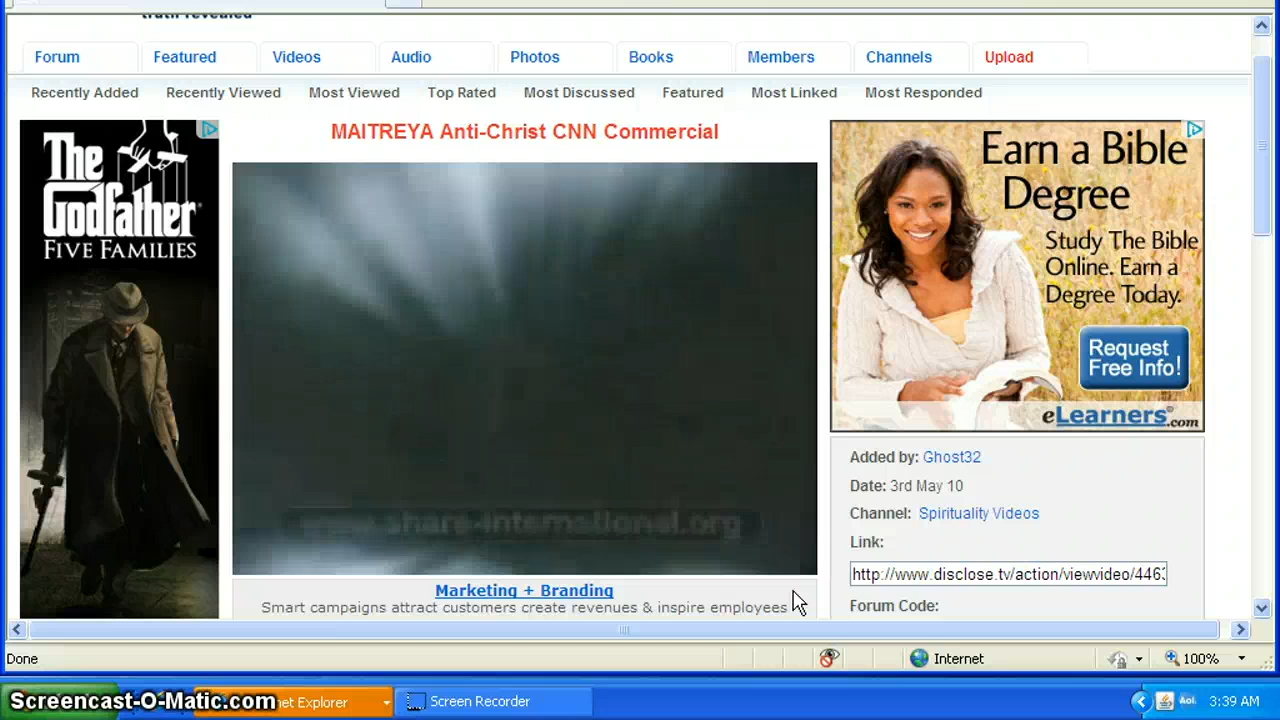 truth revealed
Forum Featured Videos Audio Photos Books Members Channels Upload
Recently Added Recently Viewed Most Viewed Top Rated Most Discussed Featured Most Linked Most Responded
The
Godfather
FIVE FAMILIES
MAITREYA Anti-Christ CNN Commercial
www.share-international.org
Marketing + Branding
Smart campaigns attract customers create revenues & inspire employees
Earn a Bible
Degree
Study The Bible
Online. Earn a
Degree Today.
Request
Free Info!
eLearners.com
Added by: Ghost32
Date: 3rd May 10
Channel: Spirituality Videos
Link:
http://www.disclose.tv/action/viewvideo/446
Forum Code:
Done Internet 100%
Screencast-O-Matic.com
net Explorer Screen Recorder AOL 3:39 AM